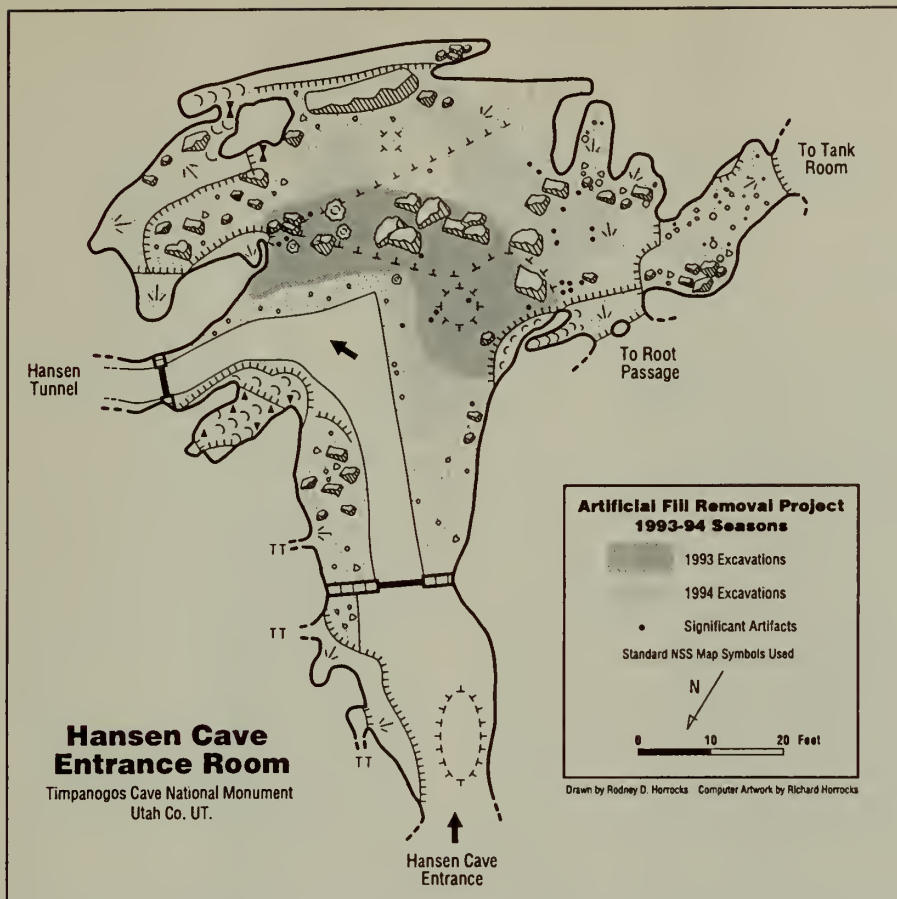 To Tank
Room
Hansen
Tunnel
To Root
Passage
Artificial Fill Removal Project
1993-94 Seasons
1993 Excavations
1994 Excavations
Significant Artifacts
Standard NSS Map Symbols Used
N
0 10 20 Feet
Drawn by Rodney D. Horrocks Computer Artwork by Richard Horrocks
TT
TT
TT
Hansen Cave
Entrance Room
Timpanogos Cave National Monument
Utah Co. UT.
Hansen Cave
Entrance